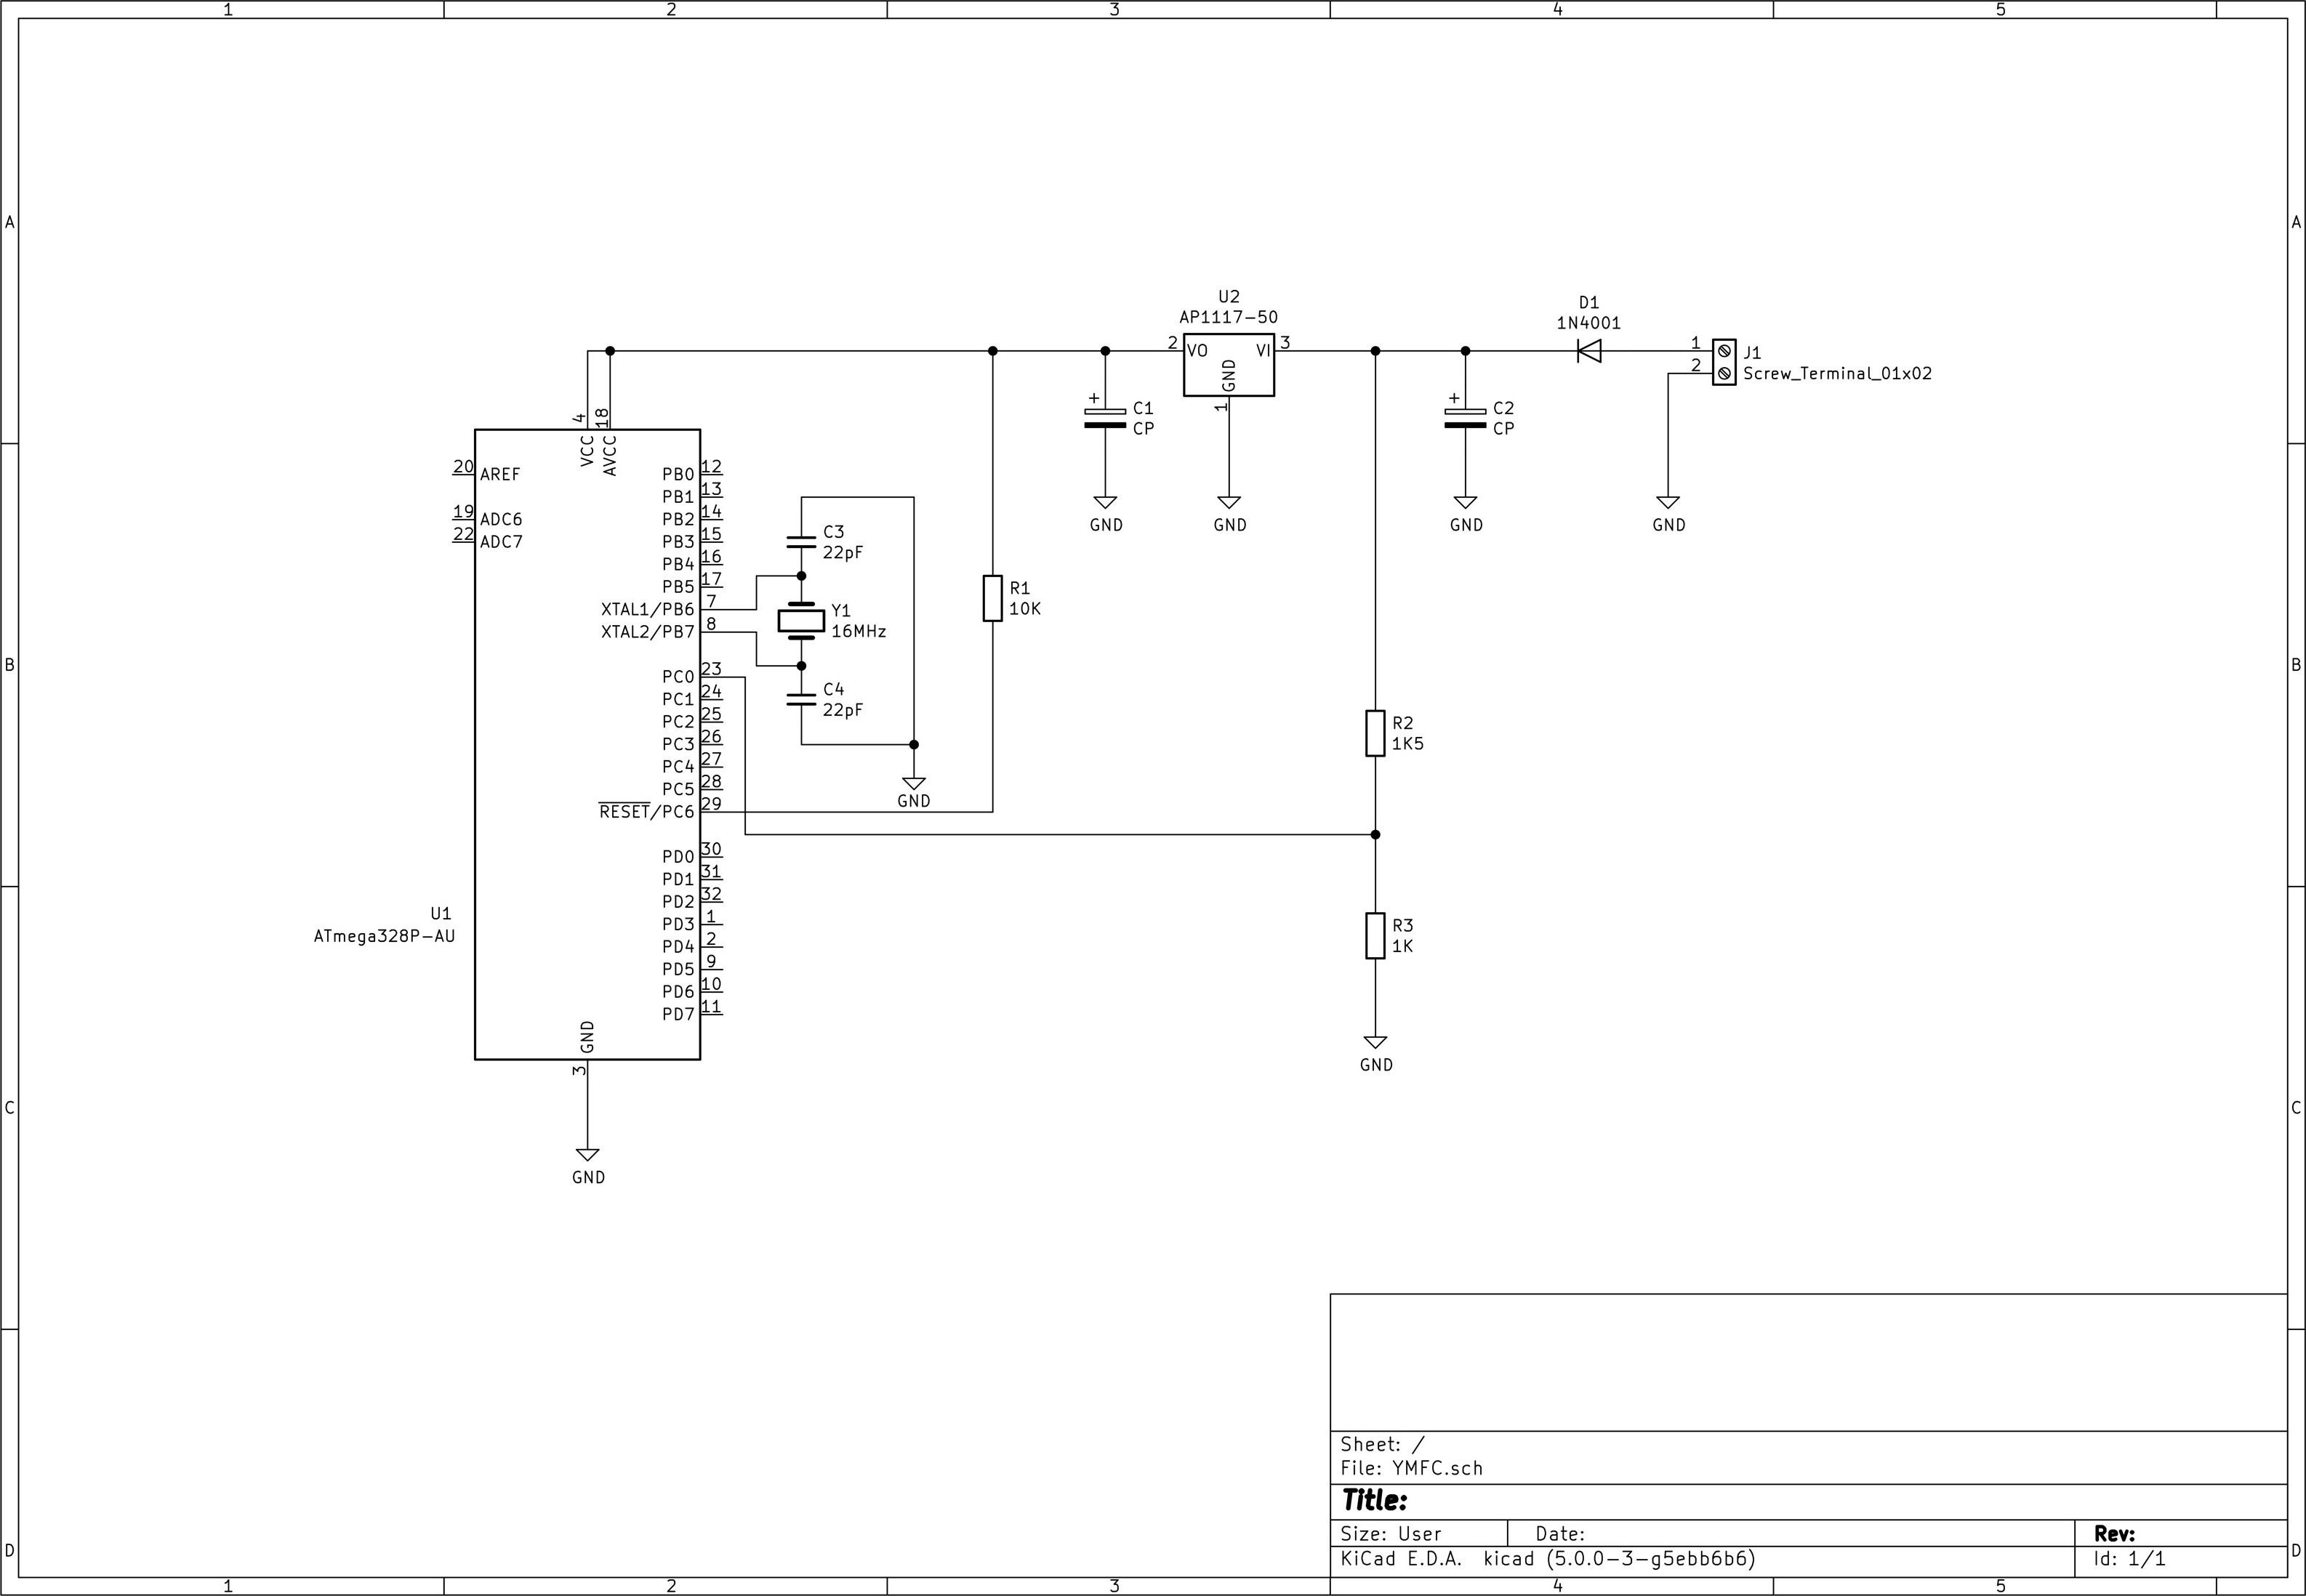 1 2 3 4 5
A A
U2
AP1117-50
D1
1N4001
2 VO VI 3
GND
1
1
2
J1
Screw_Terminal_01x02
+
C1
CP
+
C2
CP
GND
GND
GND
GND
4 18
VCC AVCC
20 AREF
19 ADC6
22 ADC7
PB0 12
PB1 13
PB2 14
PB3 15
PB4 16
PB5 17
XTAL1/PB6 7
XTAL2/PB7 8
PC0 23
PC1 24
PC2 25
PC3 26
PC4 27
PC5 28
RESET/PC6 29
PD0 30
PD1 31
PD2 32
PD3 1
PD4 2
PD5 9
PD6 10
PD7 11
GND
3
GND
U1
ATmega328P-AU
C3
22pF
Y1
16MHz
C4
22pF
GND
R1
10K
R2
1K5
R3
1K
GND
B B
C C
D D
Sheet: /
File: YMFC.sch
Title:
Size: User Date: Rev:
KiCad E.D.A. kicad (5.0.0-3-g5ebb6b6) Id: 1/1
1 2 3 4 5